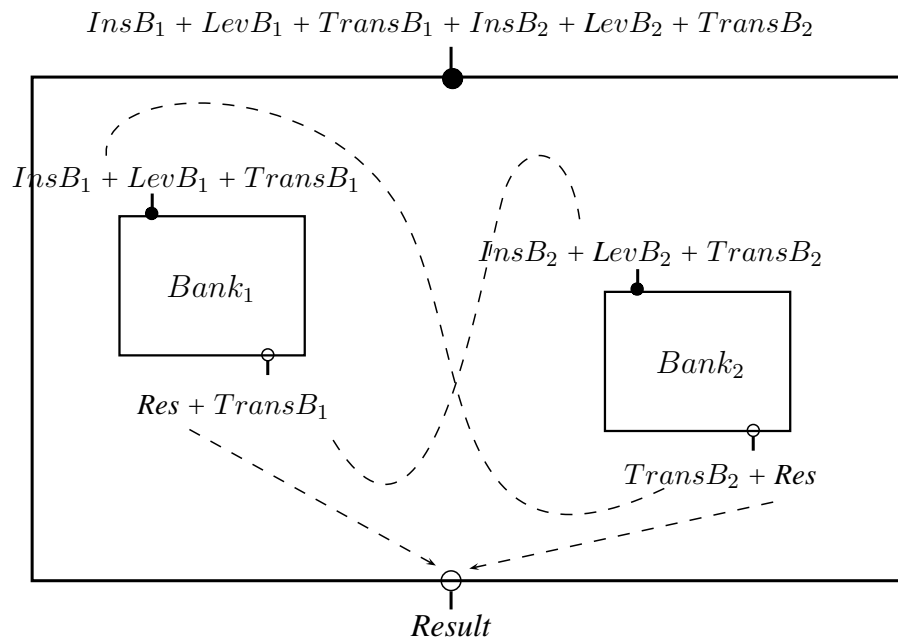 InsB₁ + LevB₁ + TransB₁ + InsB₂ + LevB₂ + TransB₂
InsB₁ + LevB₁ + TransB₁
InsB₂ + LevB₂ + TransB₂
Bank₁
Bank₂
Res + TransB₁
TransB₂ + Res
Result